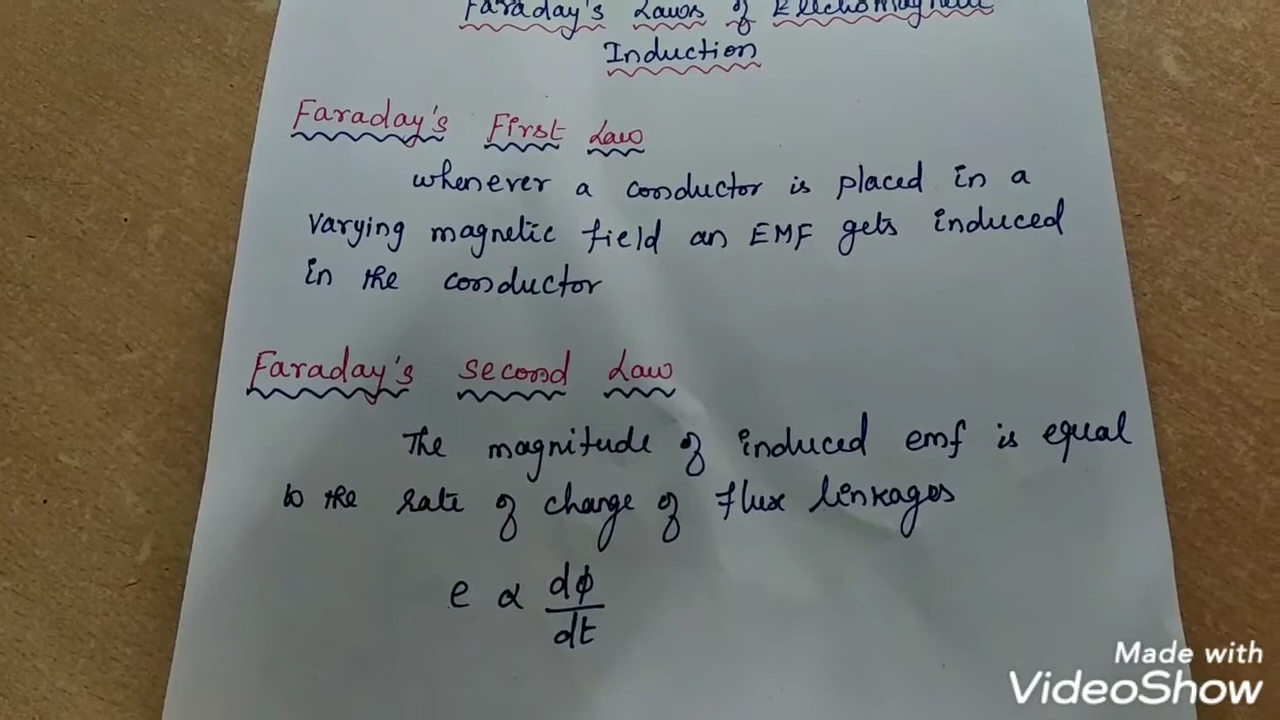 Faraday's Laws of Electromagnetic
Induction
Faraday's First Law
whenever a conductor is placed in a
varying magnetic field an EMF gets induced
in the conductor
Faraday's second Law
The magnitude of induced emf is equal
to the rate of change of flux linkages
e ∝ dϕ/dt
Made with
VideoShow